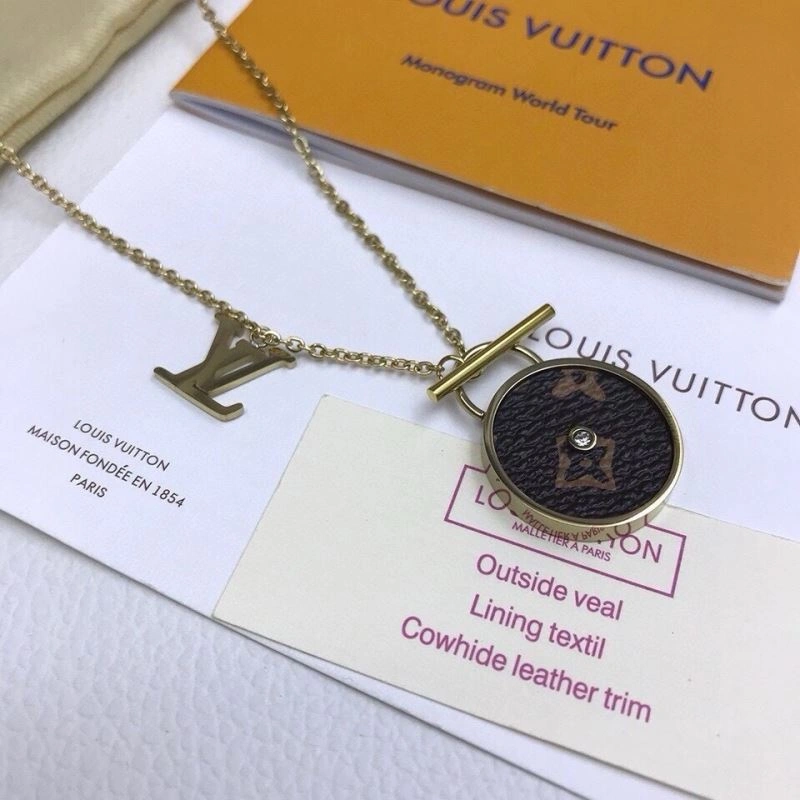 LOUIS VUITTON
Monogram World Tour
LV
LOUIS VUITTON
LOUIS VUITTON
MAISON FONDÉE EN 1854
PARIS
MALLETIER A PARIS
Outside veal
Lining textil
Cowhide leather trim